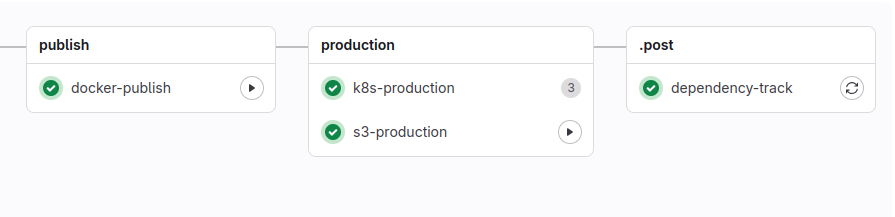 publish
docker-publish
production
k8s-production 3
s3-production
.post
dependency-track